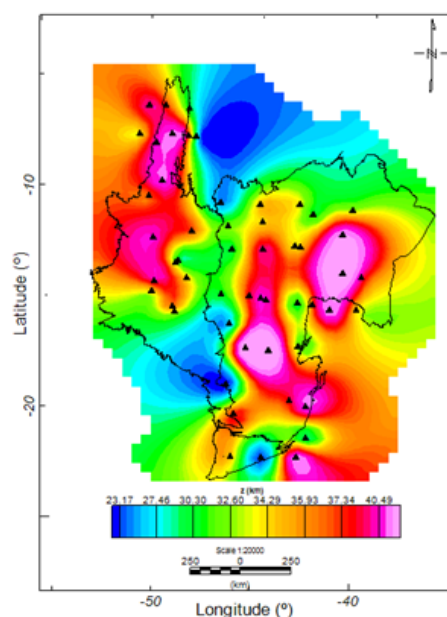 N
-10
Latitude (º)
-20
z (km)
23.17 27.46 30.30 32.60 34.29 35.93 37.34 40.49
Scale 1:20000
250 0 250
(km)
-50 -40
Longitude (º)